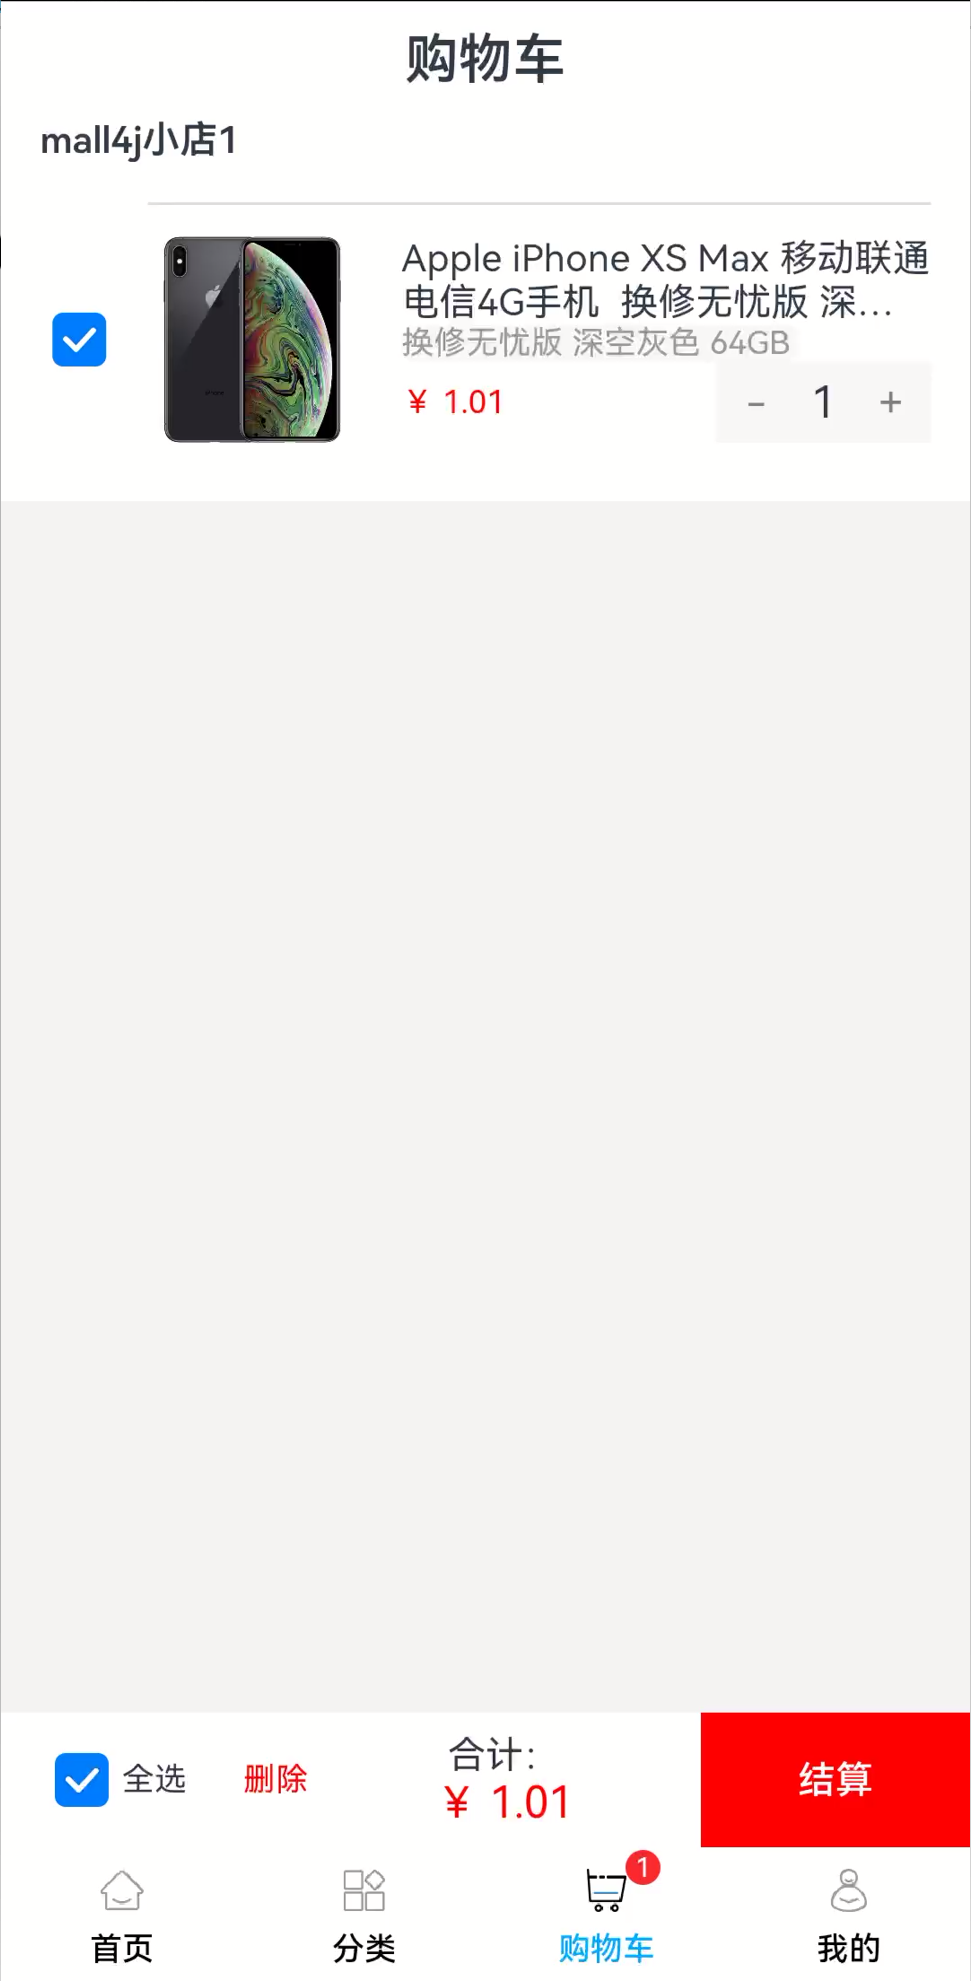 购物车
mall4j小店1
Apple iPhone XS Max 移动联通
电信4G手机 换修无忧版 深...
换修无忧版 深空灰色 64GB
¥ 1.01
- 1 +
全选
删除
合计:
¥ 1.01
结算
1
首页
分类
购物车
我的